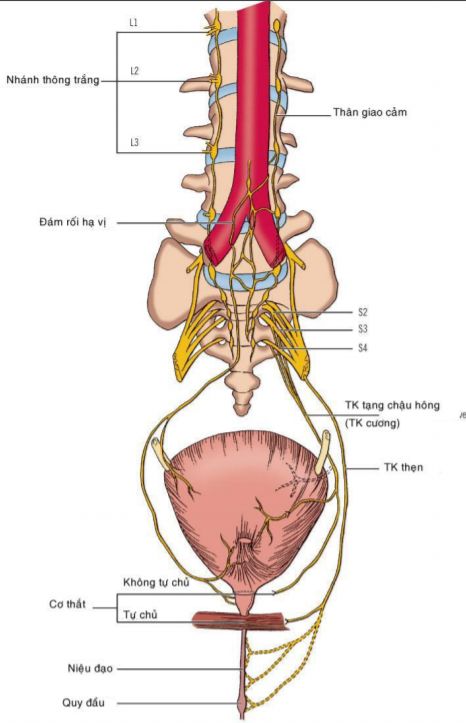 L1
Nhánh thông trắng
L2
Thân giao cảm
L3
Đám rối hạ vị
S2
S3
S4
TK tạng chậu hông
(TK cương)
TK thẹn
Không tự chủ
Cơ thắt
Tự chủ
Niệu đạo
Quy đầu